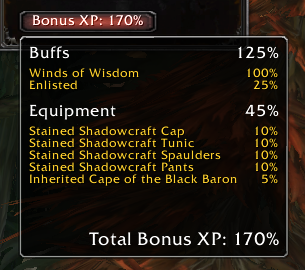 Bonus XP: 170%
Buffs 125%
Winds of Wisdom 100%
Enlisted 25%
Equipment 45%
Stained Shadowcraft Cap 10%
Stained Shadowcraft Tunic 10%
Stained Shadowcraft Spaulders 10%
Stained Shadowcraft Pants 10%
Inherited Cape of the Black Baron 5%
Total Bonus XP: 170%